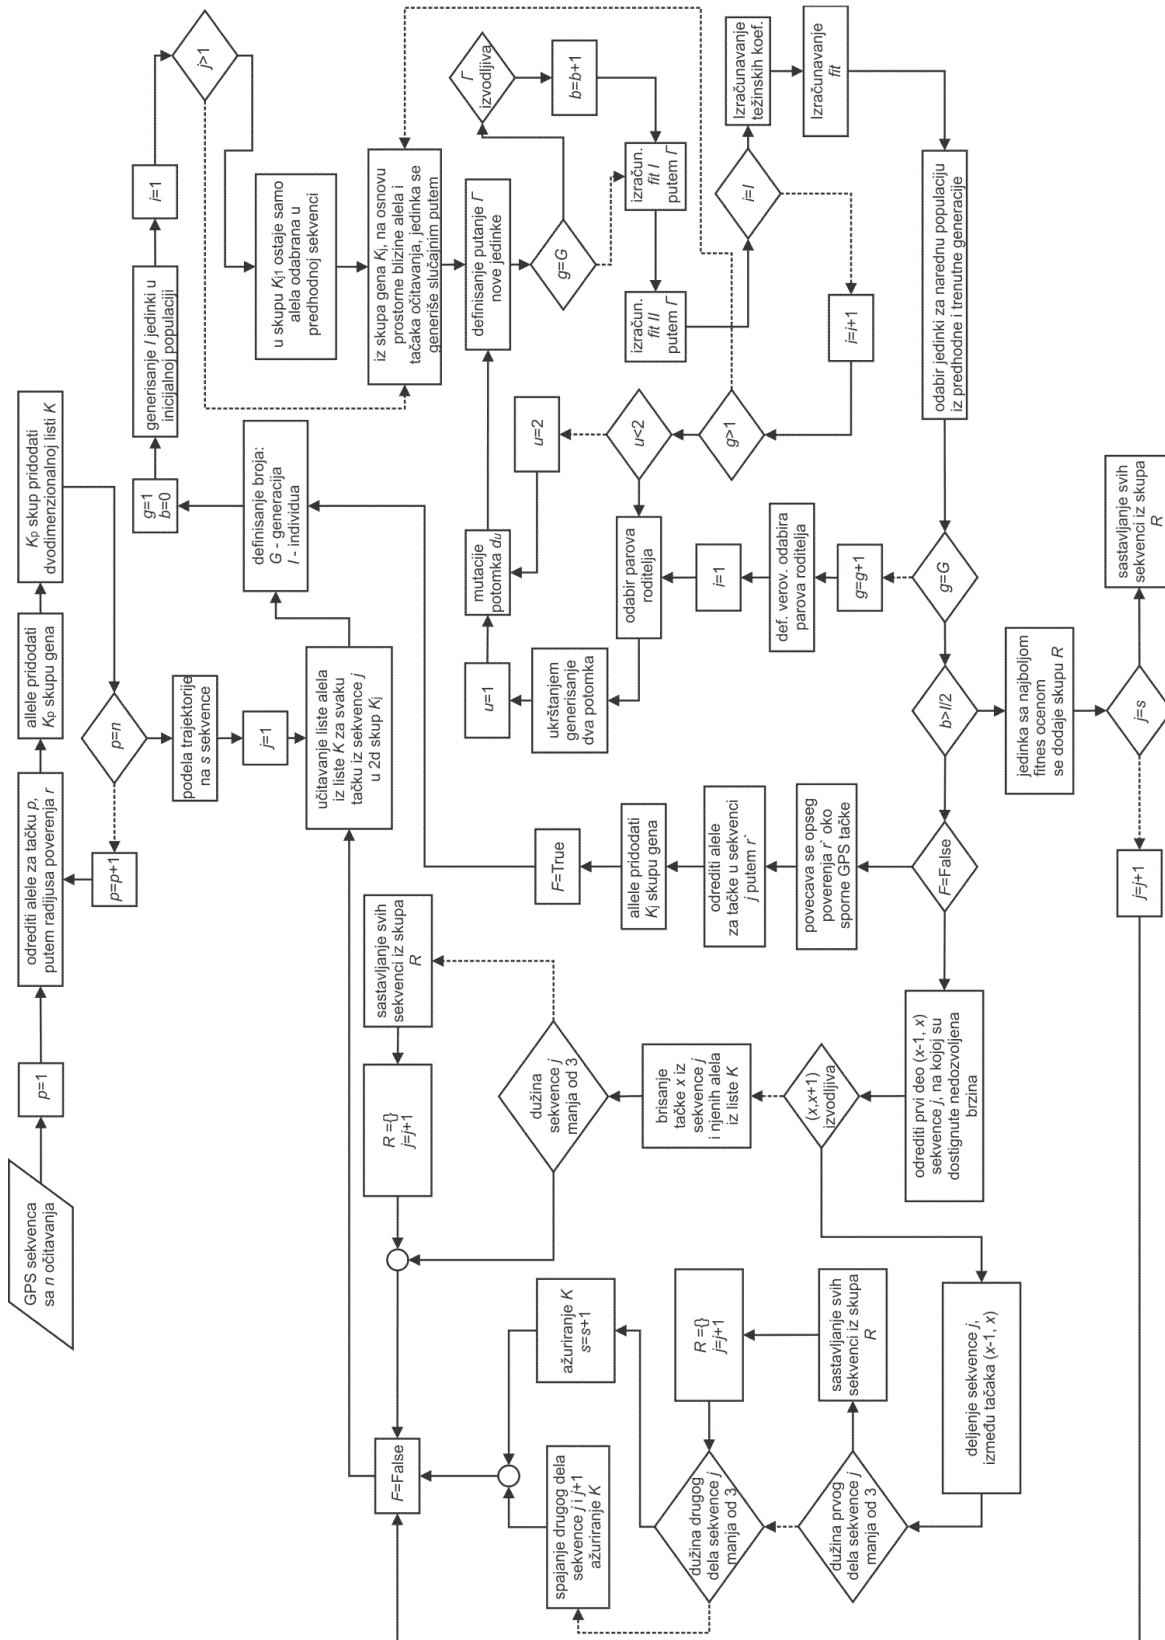 GPS sekvenca
sa n očitavanja
p=1
odrediti alele za tačku p,
putem radijusa poverenja r
allele pridodati
Kp skupu gena
Kp skup pridodati
dvodimenzionalnoj listi K
p=n
p=p+1
podela trajektorije
na s sekvence
j=1
učitavanje liste alela
iz liste K za svaku
tačku iz sekvence j
u 2d skup Kj
definisanje broja:
G - generacija
I - individua
g=1
b=0
generisanje I jedinki u
inicijalnoj populaciji
i=1
j>1
u skupu Kj1 ostaje samo
alela odabrana u
predhodnoj sekvenci
iz skupa gena Kj, na osnovu
prostorne blizine alela i
tačaka očitavanja, jedinka se
generiše slučajnim putem
definisanje putanje Γ
nove jedinke
g=G
Γ
izvodljiva
b=b+1
izračun.
fit I
putem Γ
izračun.
fit II
putem Γ
i=I
Izračunavanje
težinskih koef.
Izračunavanje
fit
i=i+1
g>1
u<2
u=2
mutacije
potomka du
u=1
ukrštanjem
generisanje
dva potomka
odabir parova
roditelja
i=1
def. verov. odabira
parova roditelja
g=g+1
odabir jedinki za narednu populaciju
iz predhodne i trenutne generacije
g=G
b>I/2
jedinka sa najboljom
fitnes ocenom
se dodaje skupu R
j=s
sastavljanje svih
sekvenci iz skupa
R
j=j+1
F=False
povecava se opseg
poverenja r` oko
sporne GPS tačke
odrediti alele
za tačke u sekvenci
j putem r`
allele pridodati
Kj skupu gena
F=True
odrediti prvi deo (x-1, x)
sekvence j, na kojoj su
dostignute nedozvoljena
brzina
(x,x+1)
izvodljiva
brisanje
tačke x iz
sekvence j
i njenih alela
iz liste K
dužina
sekvence j
manja od 3
sastavljanje svih
sekvenci iz skupa
R
R ={}
j=j+1
deljenje sekvence j,
između tačaka (x-1, x)
dužina prvog
dela sekvence j
manja od 3
sastavljanje svih
sekvenci iz skupa
R
R ={}
j=j+1
dužina drugog
dela sekvence j
manja od 3
ažuriranje K
s=s+1
spajanje drugog dela
sekvence j i j+1
ažuriranje K
F=False